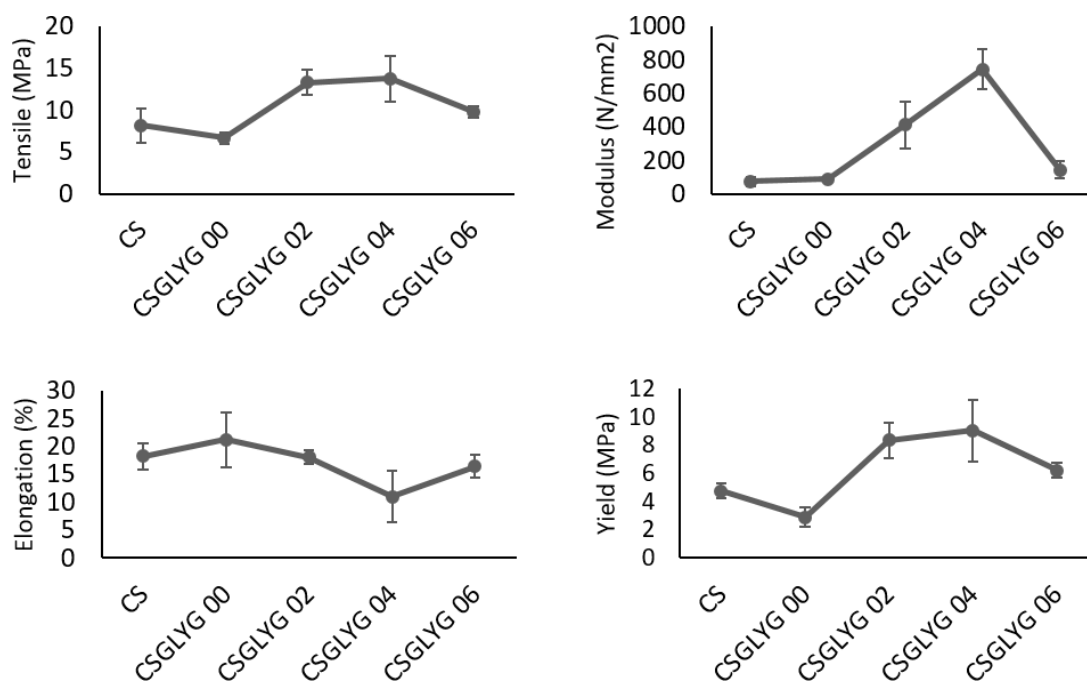 Tensile (MPa)
20
15
10
5
0
CS
CSGLYG 00
CSGLYG 02
CSGLYG 04
CSGLYG 06
Modulus (N/mm2)
1000
800
600
400
200
0
CS
CSGLYG 00
CSGLYG 02
CSGLYG 04
CSGLYG 06
Elongation (%)
30
25
20
15
10
5
0
CS
CSGLYG 00
CSGLYG 02
CSGLYG 04
CSGLYG 06
Yield (MPa)
12
10
8
6
4
2
0
CS
CSGLYG 00
CSGLYG 02
CSGLYG 04
CSGLYG 06